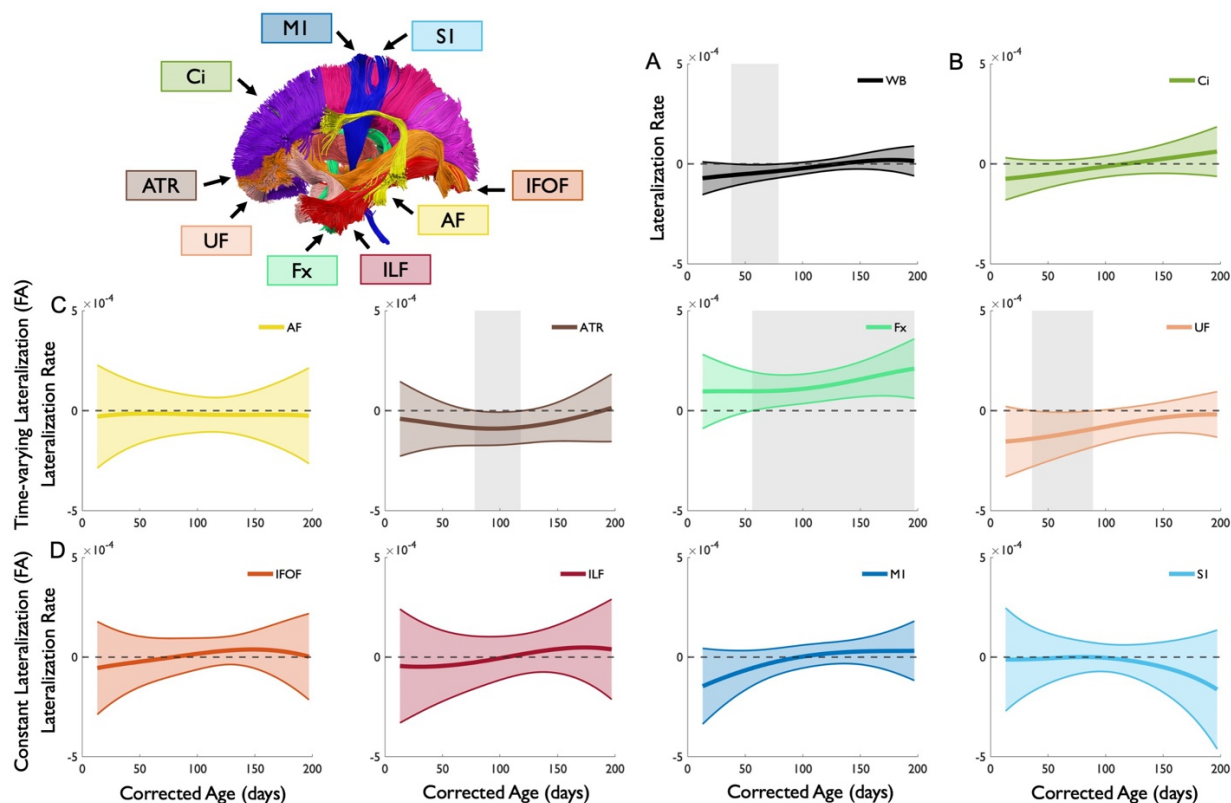 M1
S1
Ci
ATR
UF
Fx
ILF
AF
IFOF
A
×10⁻⁴
5
0
-5
Lateralization Rate
WB
0 50 100 150 200
B
×10⁻⁴
5
0
-5
Ci
0 50 100 150 200
Time-varying Lateralization (FA)
Lateralization Rate
C
×10⁻⁴
5
0
-5
AF
0 50 100 150 200
×10⁻⁴
5
0
-5
ATR
0 50 100 150 200
×10⁻⁴
5
0
-5
Fx
0 50 100 150 200
×10⁻⁴
5
0
-5
UF
0 50 100 150 200
Constant Lateralization (FA)
Lateralization Rate
D
×10⁻⁴
5
0
-5
IFOF
0 50 100 150 200
Corrected Age (days)
×10⁻⁴
5
0
-5
ILF
0 50 100 150 200
Corrected Age (days)
×10⁻⁴
5
0
-5
M1
0 50 100 150 200
Corrected Age (days)
×10⁻⁴
5
0
-5
S1
0 50 100 150 200
Corrected Age (days)